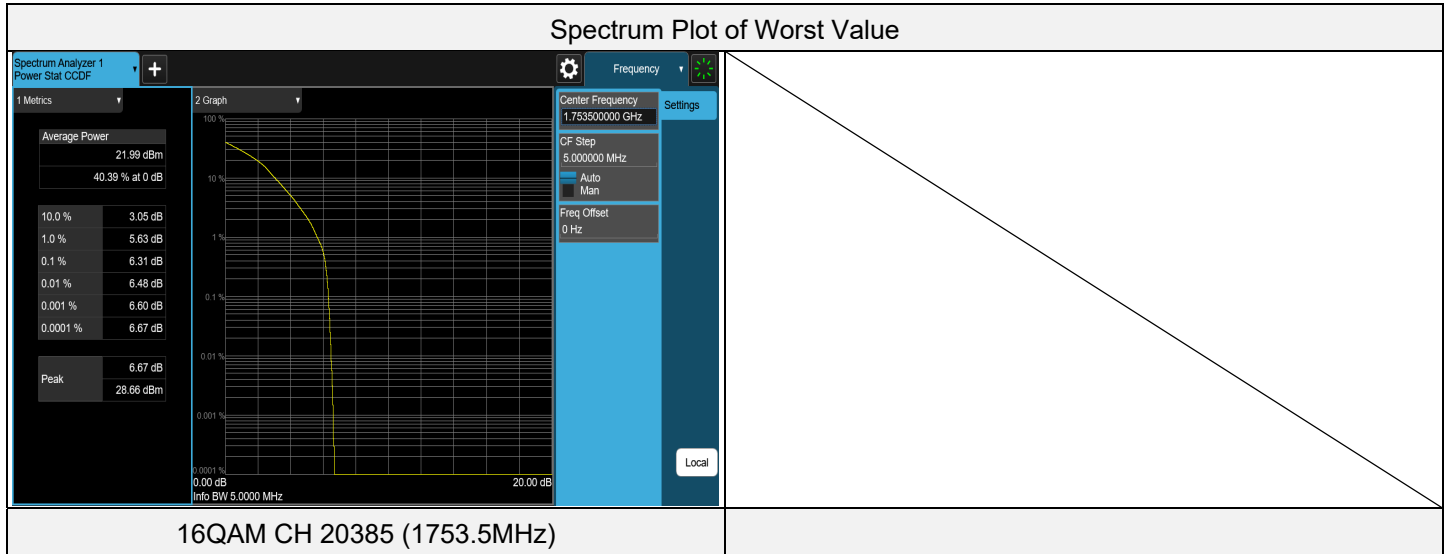 Spectrum Plot of Worst Value
Spectrum Analyzer 1
Power Stat CCDF
+
Frequency
1 Metrics
2 Graph
Average Power
21.99 dBm
40.39 % at 0 dB
10.0 % 3.05 dB
1.0 % 5.63 dB
0.1 % 6.31 dB
0.01 % 6.48 dB
0.001 % 6.60 dB
0.0001 % 6.67 dB
Peak
6.67 dB
28.66 dBm
100 %
10 %
1 %
0.1 %
0.01 %
0.001 %
0.0001 %
0.00 dB 20.00 dB
Info BW 5.0000 MHz
Center Frequency
1.753500000 GHz
Settings
CF Step
5.000000 MHz
Auto
Man
Freq Offset
0 Hz
Local
16QAM CH 20385 (1753.5MHz)